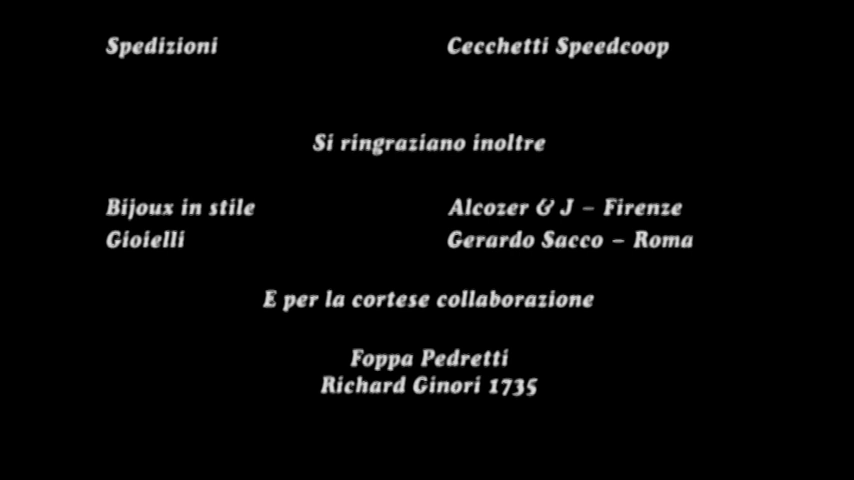 Spedizioni Cecchetti Speedcoop
Si ringraziano inoltre
Bijoux in stile Alcozer & J – Firenze
Gioielli Gerardo Sacco – Roma
E per la cortese collaborazione
Foppa Pedretti
Richard Ginori 1735